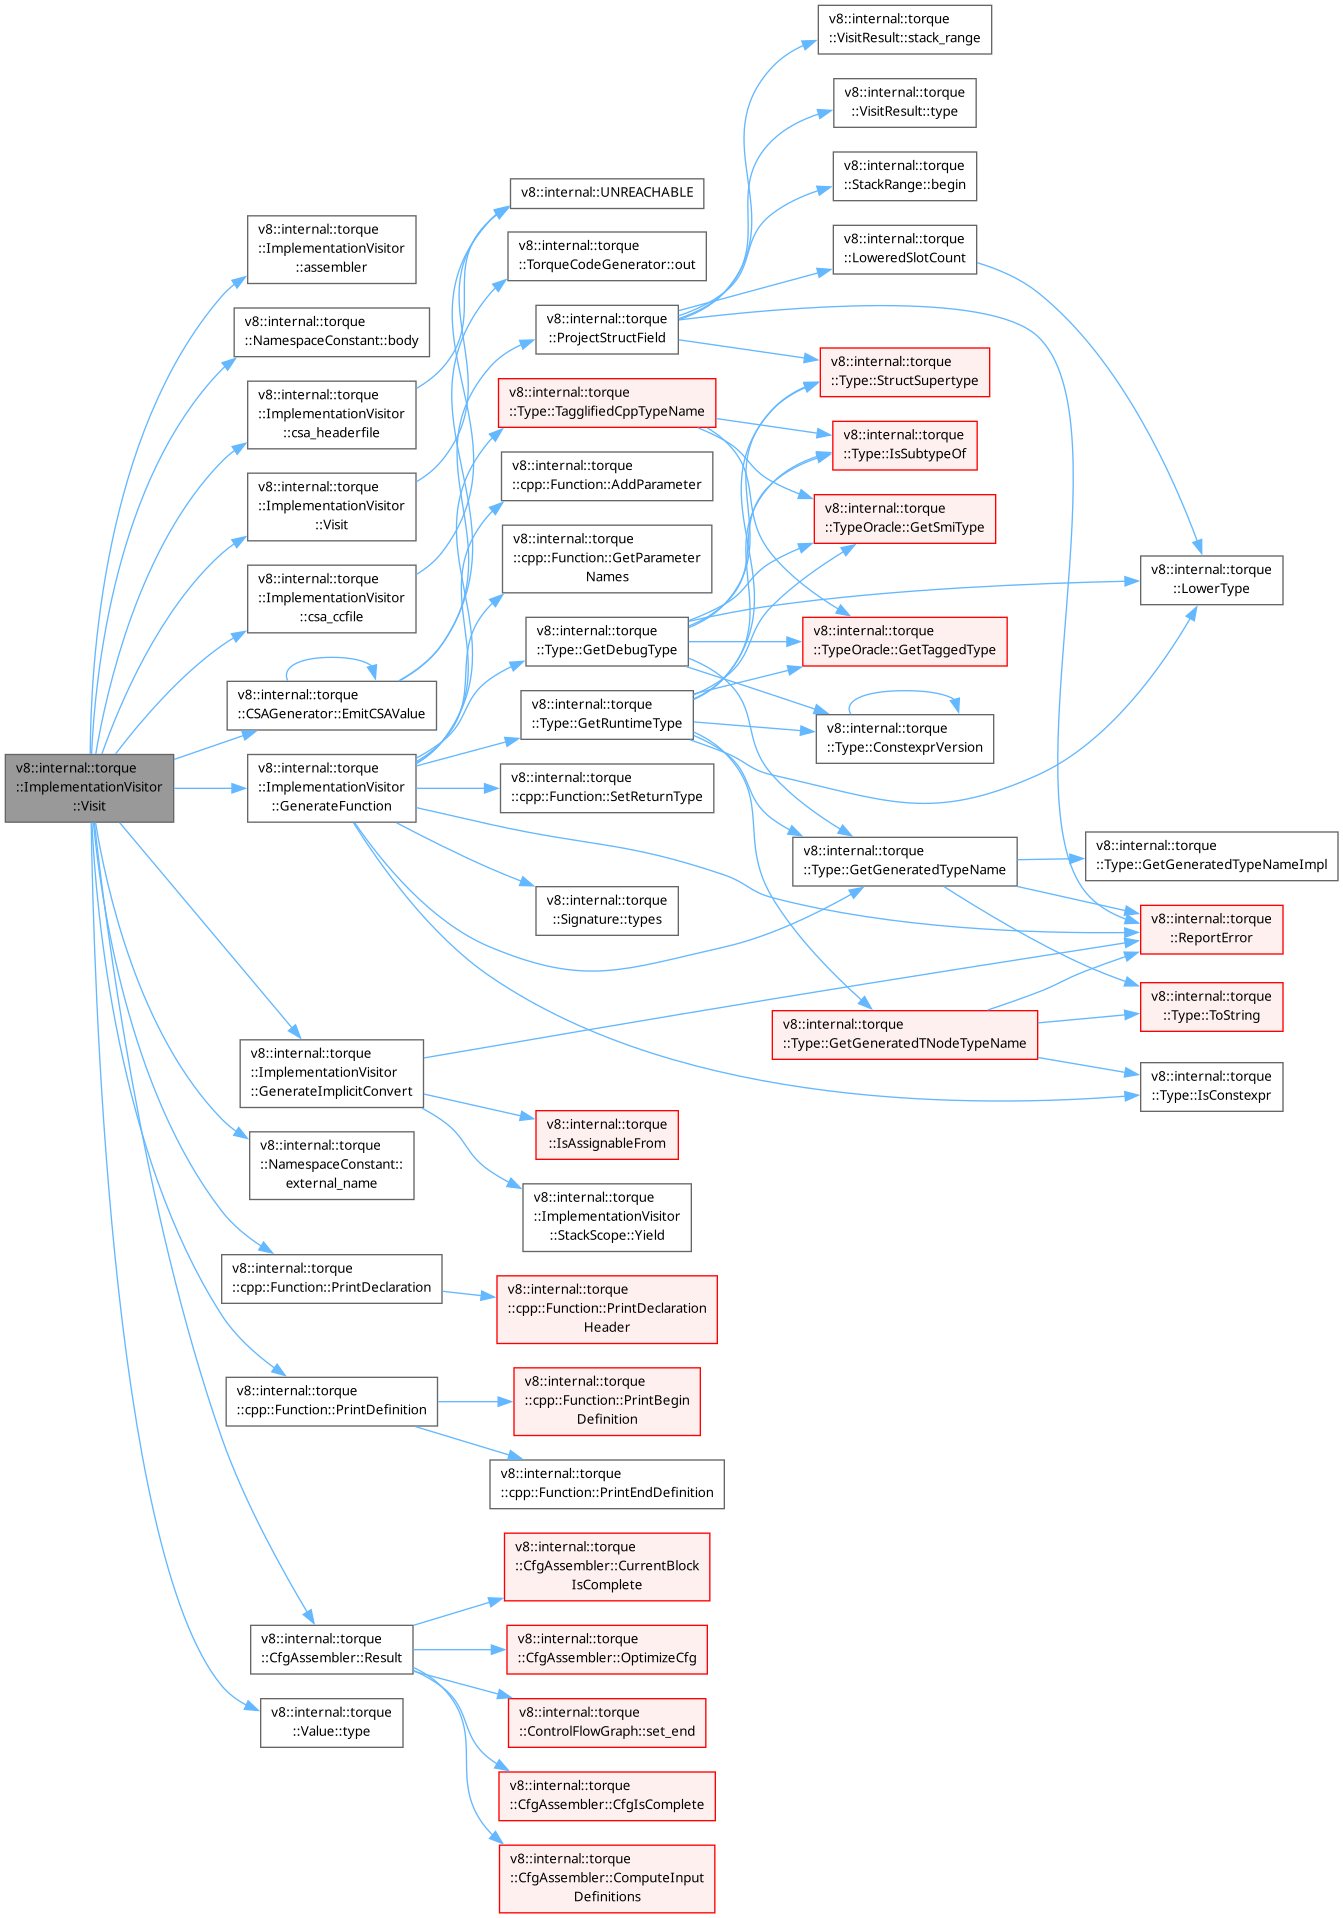 v8::internal::torque
::ImplementationVisitor
::Visit
v8::internal::torque
::ImplementationVisitor
::assembler
v8::internal::torque
::NamespaceConstant::body
v8::internal::torque
::ImplementationVisitor
::csa_headerfile
v8::internal::torque
::ImplementationVisitor
::Visit
v8::internal::torque
::ImplementationVisitor
::csa_ccfile
v8::internal::torque
::CSAGenerator::EmitCSAValue
v8::internal::torque
::ImplementationVisitor
::GenerateFunction
v8::internal::torque
::ImplementationVisitor
::GenerateImplicitConvert
v8::internal::torque
::NamespaceConstant::
external_name
v8::internal::torque
::cpp::Function::PrintDeclaration
v8::internal::torque
::cpp::Function::PrintDefinition
v8::internal::torque
::CfgAssembler::Result
v8::internal::torque
::Value::type
v8::internal::UNREACHABLE
v8::internal::torque
::TorqueCodeGenerator::out
v8::internal::torque
::ProjectStructField
v8::internal::torque
::Type::TagglifiedCppTypeName
v8::internal::torque
::cpp::Function::AddParameter
v8::internal::torque
::cpp::Function::GetParameter
Names
v8::internal::torque
::Type::GetDebugType
v8::internal::torque
::Type::GetRuntimeType
v8::internal::torque
::cpp::Function::SetReturnType
v8::internal::torque
::Signature::types
v8::internal::torque
::IsAssignableFrom
v8::internal::torque
::ImplementationVisitor
::StackScope::Yield
v8::internal::torque
::cpp::Function::PrintDeclaration
Header
v8::internal::torque
::cpp::Function::PrintBegin
Definition
v8::internal::torque
::cpp::Function::PrintEndDefinition
v8::internal::torque
::CfgAssembler::CurrentBlock
IsComplete
v8::internal::torque
::CfgAssembler::OptimizeCfg
v8::internal::torque
::ControlFlowGraph::set_end
v8::internal::torque
::CfgAssembler::CfgIsComplete
v8::internal::torque
::CfgAssembler::ComputeInput
Definitions
v8::internal::torque
::VisitResult::stack_range
v8::internal::torque
::VisitResult::type
v8::internal::torque
::StackRange::begin
v8::internal::torque
::LoweredSlotCount
v8::internal::torque
::Type::StructSupertype
v8::internal::torque
::Type::IsSubtypeOf
v8::internal::torque
::TypeOracle::GetSmiType
v8::internal::torque
::TypeOracle::GetTaggedType
v8::internal::torque
::Type::ConstexprVersion
v8::internal::torque
::Type::GetGeneratedTypeName
v8::internal::torque
::Type::GetGeneratedTNodeTypeName
v8::internal::torque
::LowerType
v8::internal::torque
::Type::GetGeneratedTypeNameImpl
v8::internal::torque
::ReportError
v8::internal::torque
::Type::ToString
v8::internal::torque
::Type::IsConstexpr